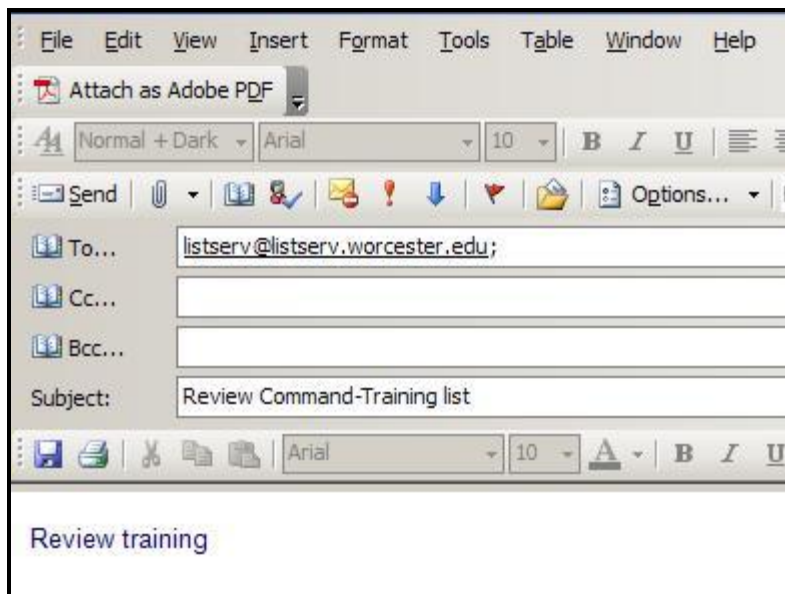 File Edit View Insert Format Tools Table Window Help
Attach as Adobe PDF
Normal + Dark Arial 10 B I U
Send Options...
To... listserv@listserv.worcester.edu;
Cc...
Bcc...
Subject: Review Command-Training list
Arial 10 A B I U
Review training